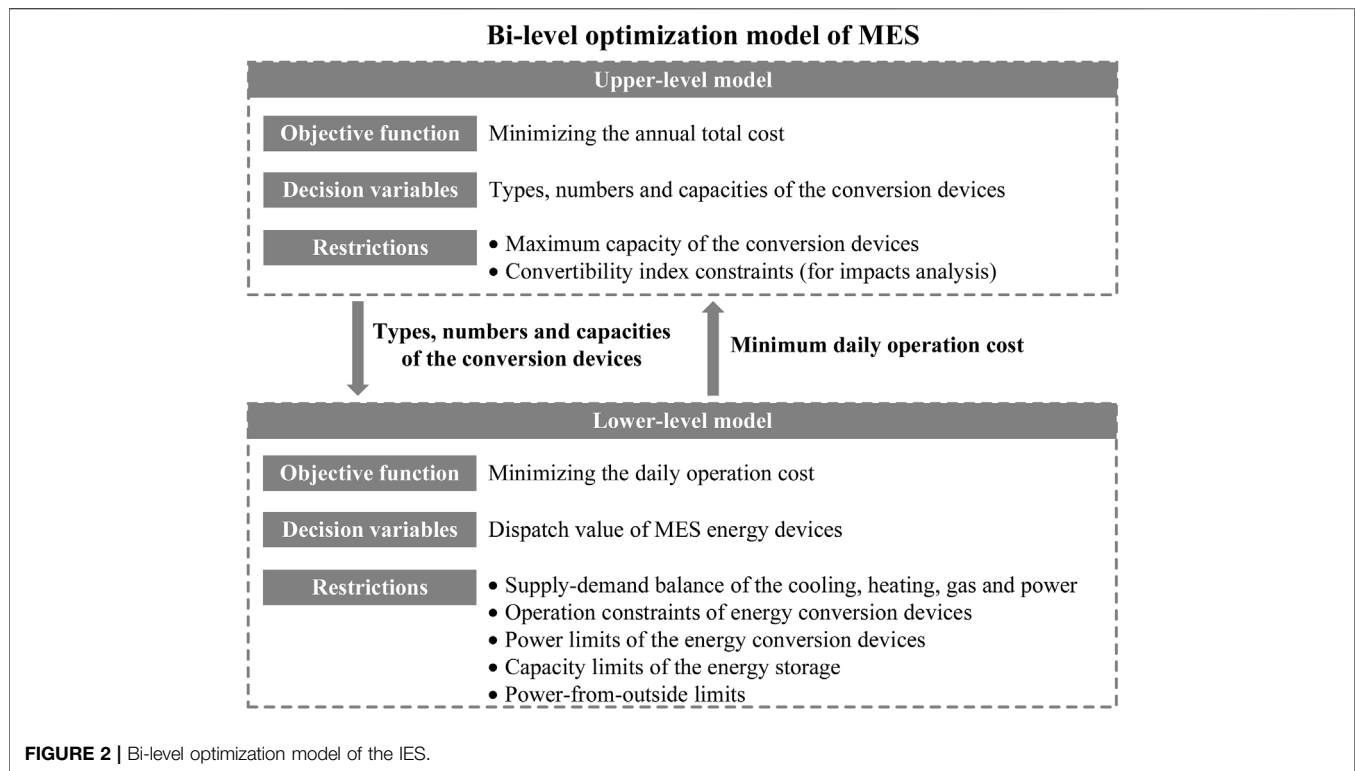 Bi-level optimization model of MES
Upper-level model
Objective function Minimizing the annual total cost
Decision variables Types, numbers and capacities of the conversion devices
Restrictions • Maximum capacity of the conversion devices
• Convertibility index constraints (for impacts analysis)
Types, numbers and capacities
of the conversion devices
Minimum daily operation cost
Lower-level model
Objective function Minimizing the daily operation cost
Decision variables Dispatch value of MES energy devices
Restrictions • Supply-demand balance of the cooling, heating, gas and power
• Operation constraints of energy conversion devices
• Power limits of the energy conversion devices
• Capacity limits of the energy storage
• Power-from-outside limits
FIGURE 2 | Bi-level optimization model of the IES.